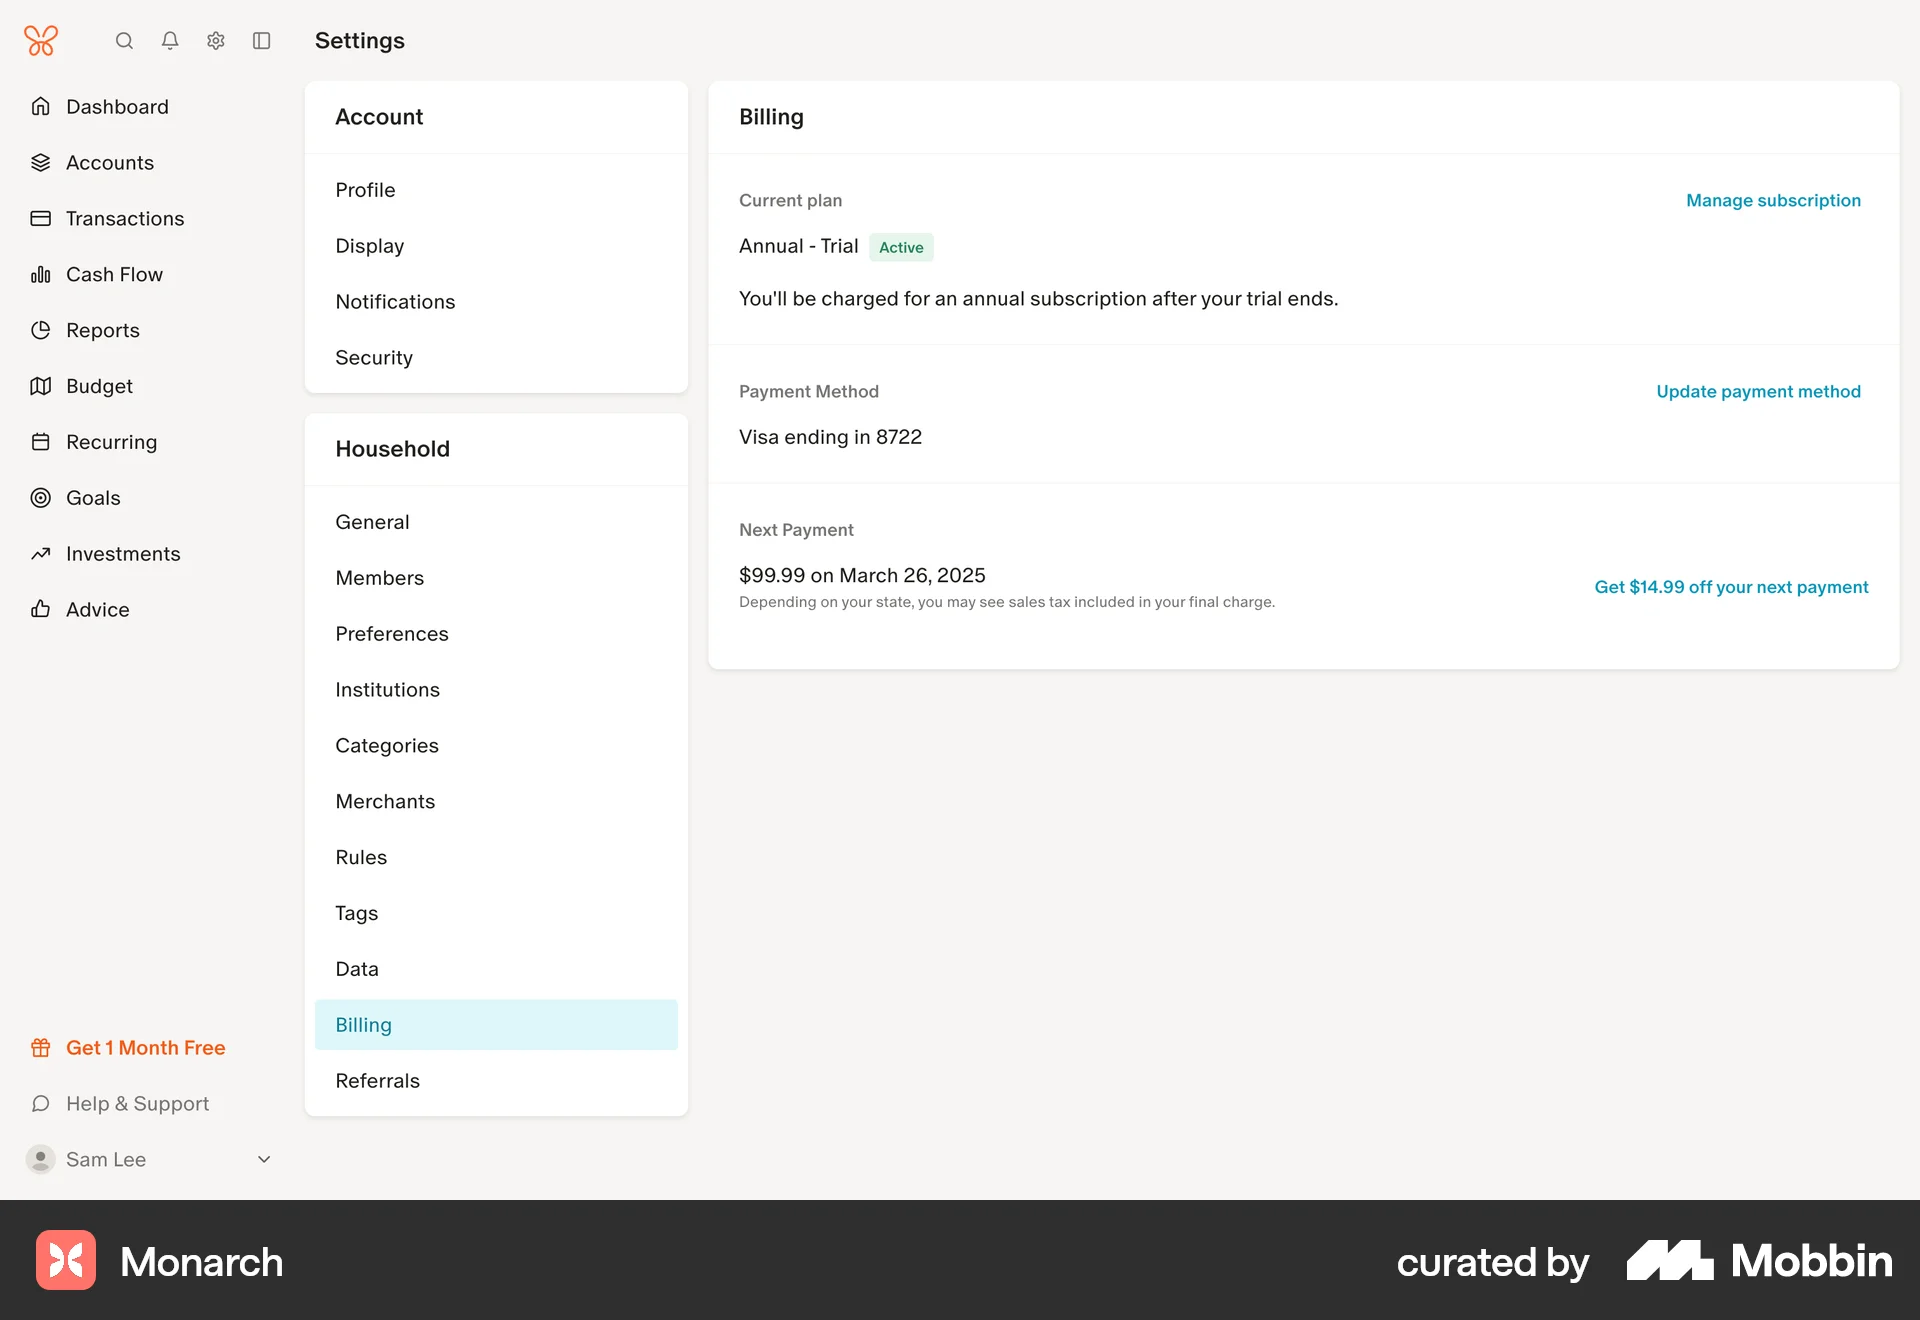 Settings
Dashboard
Accounts
Transactions
Cash Flow
Reports
Budget
Recurring
Goals
Investments
Advice
Get 1 Month Free
Help & Support
Sam Lee
Account
Profile
Display
Notifications
Security
Household
General
Members
Preferences
Institutions
Categories
Merchants
Rules
Tags
Data
Billing
Referrals
Billing
Current plan
Manage subscription
Annual - Trial Active
You'll be charged for an annual subscription after your trial ends.
Payment Method
Update payment method
Visa ending in 8722
Next Payment
$99.99 on March 26, 2025
Depending on your state, you may see sales tax included in your final charge.
Get $14.99 off your next payment
Monarch
curated by Mobbin